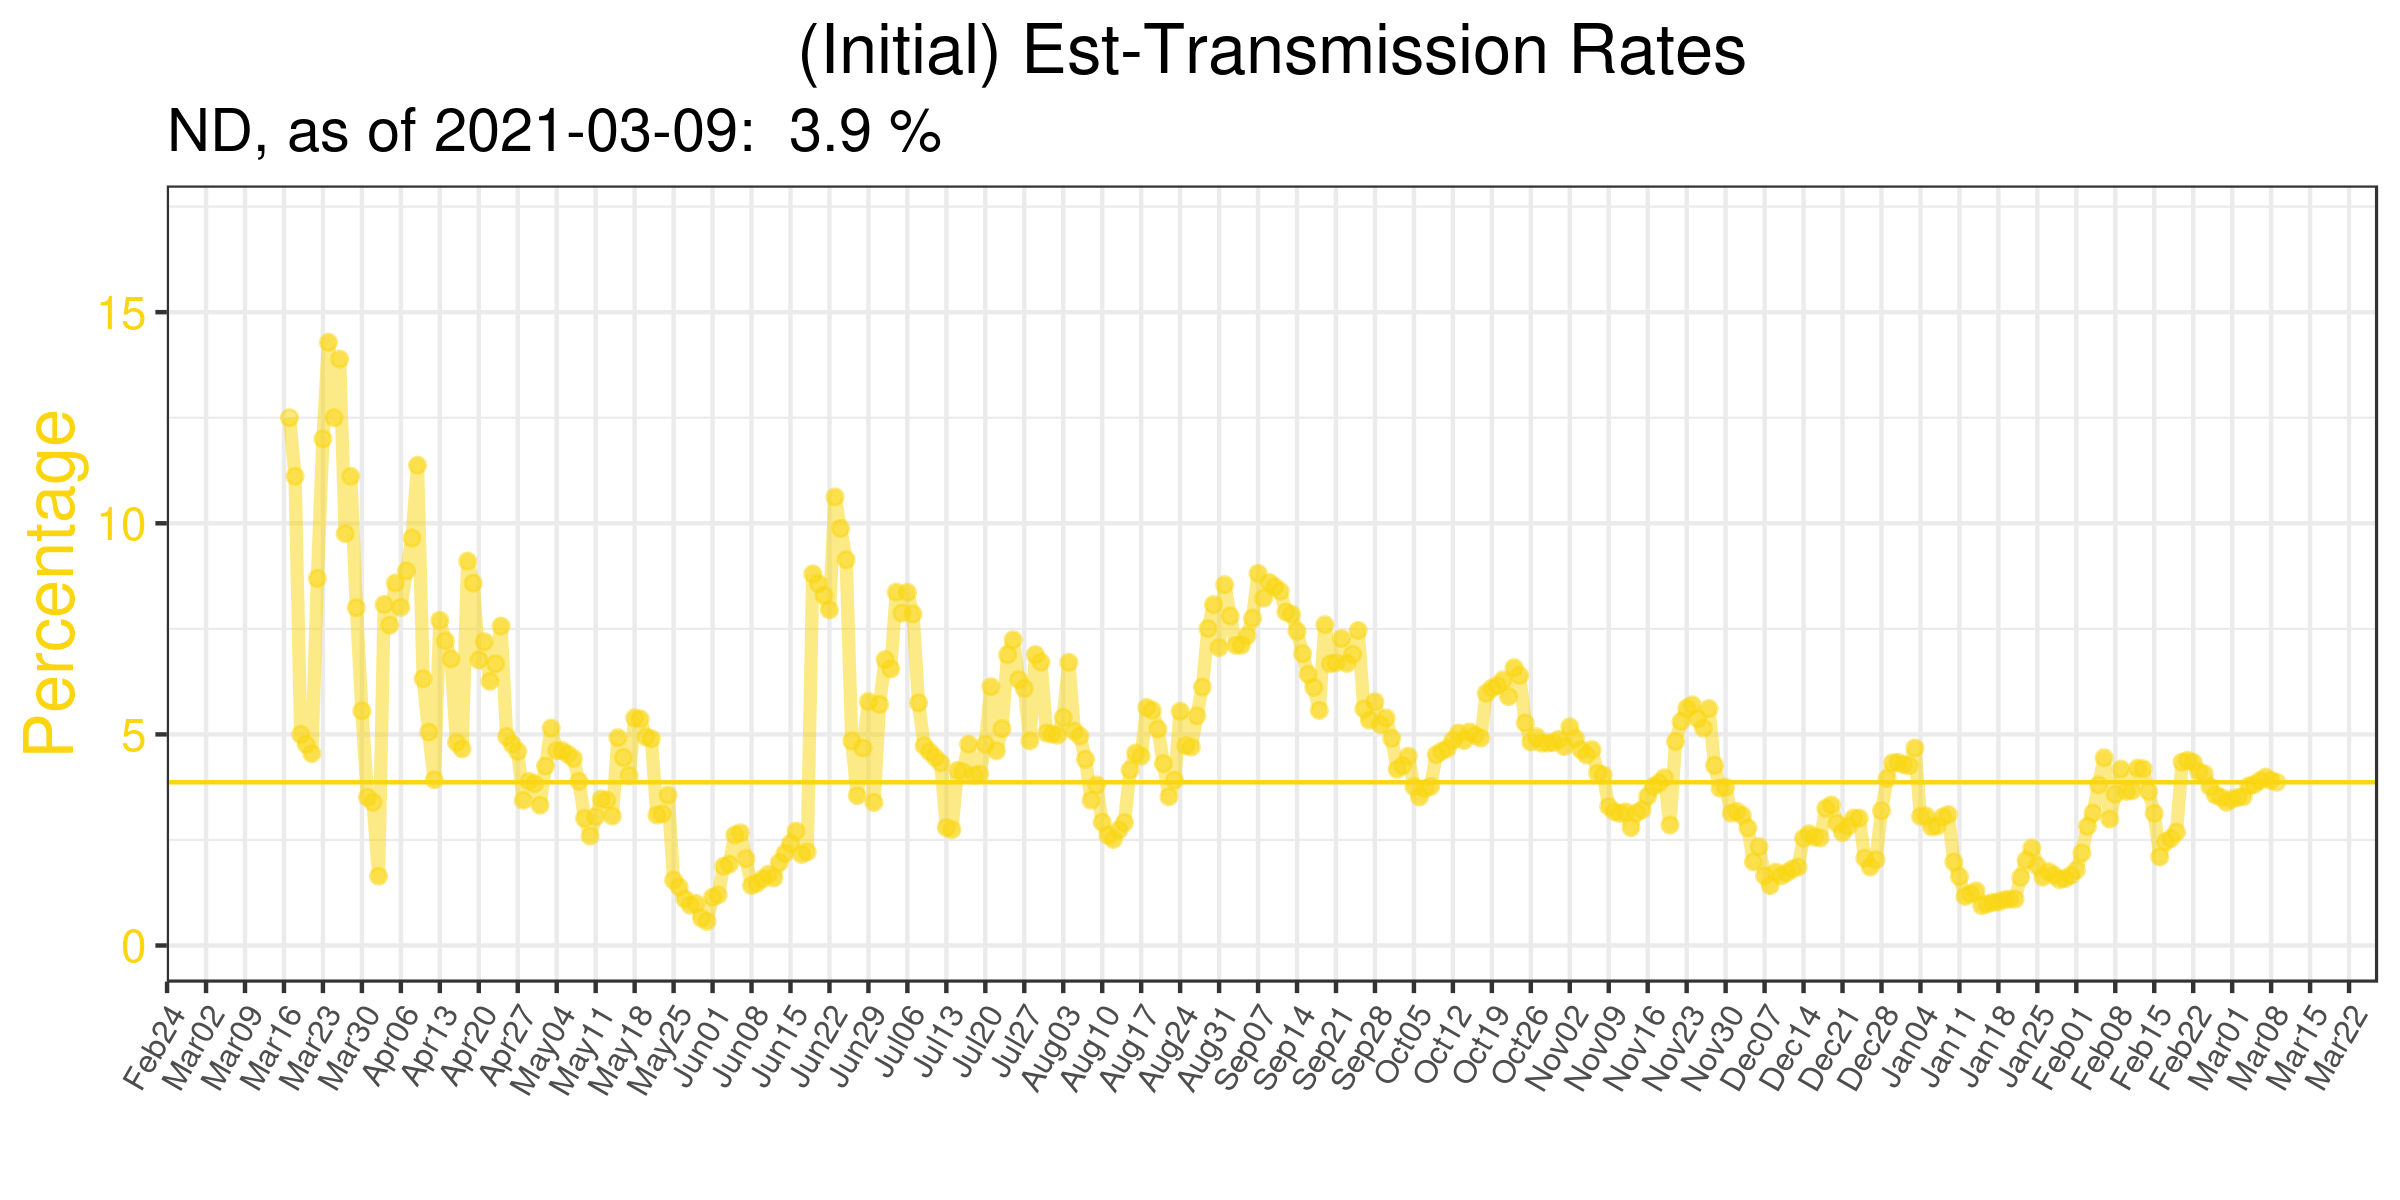 (Initial) Est-Transmission Rates
ND, as of 2021-03-09:  3.9 %
Percentage
15
10
5
0
Feb24 Mar02 Mar09 Mar16 Mar23 Mar30 Apr06 Apr13 Apr20 Apr27 May04 May11 May18 May25 Jun01 Jun08 Jun15 Jun22 Jun29 Jul06 Jul13 Jul20 Jul27 Aug03 Aug10 Aug17 Aug24 Aug31 Sep07 Sep14 Sep21 Sep28 Oct05 Oct12 Oct19 Oct26 Nov02 Nov09 Nov16 Nov23 Nov30 Dec07 Dec14 Dec21 Dec28 Jan04 Jan11 Jan18 Jan25 Feb01 Feb08 Feb15 Feb22 Mar01 Mar08 Mar15 Mar22